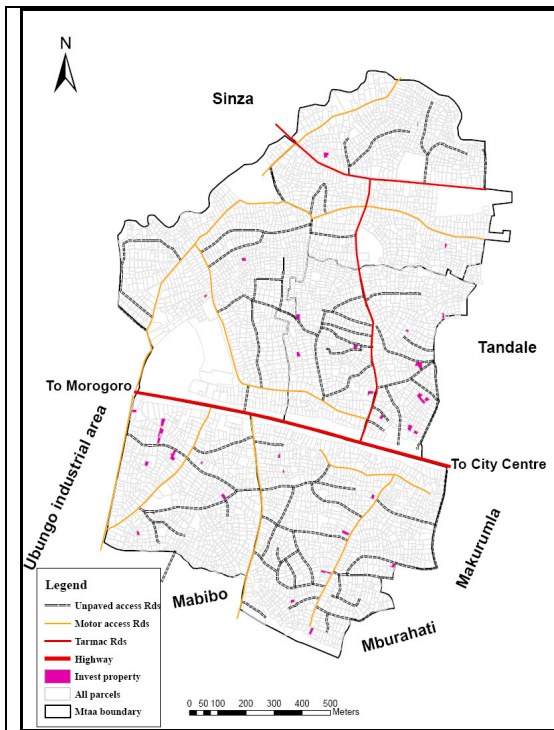 N
Sinza
Tandale
To Morogoro
To City Centre
Ubungo industrial area
Makurumla
Mabibo
Mburahati
Legend
Unpaved access Rds
Motor access Rds
Tarmac Rds
Highway
Invest property
All parcels
Mtaa boundary
0 50 100 200 300 400 500
Meters